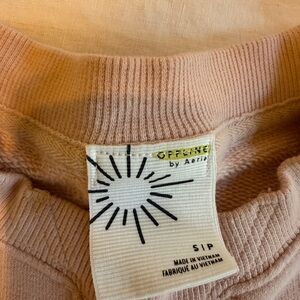 OFFLINE
by Aerie
S | P
MADE IN VIETNAM
FABRIQUÉ AU VIETNAM